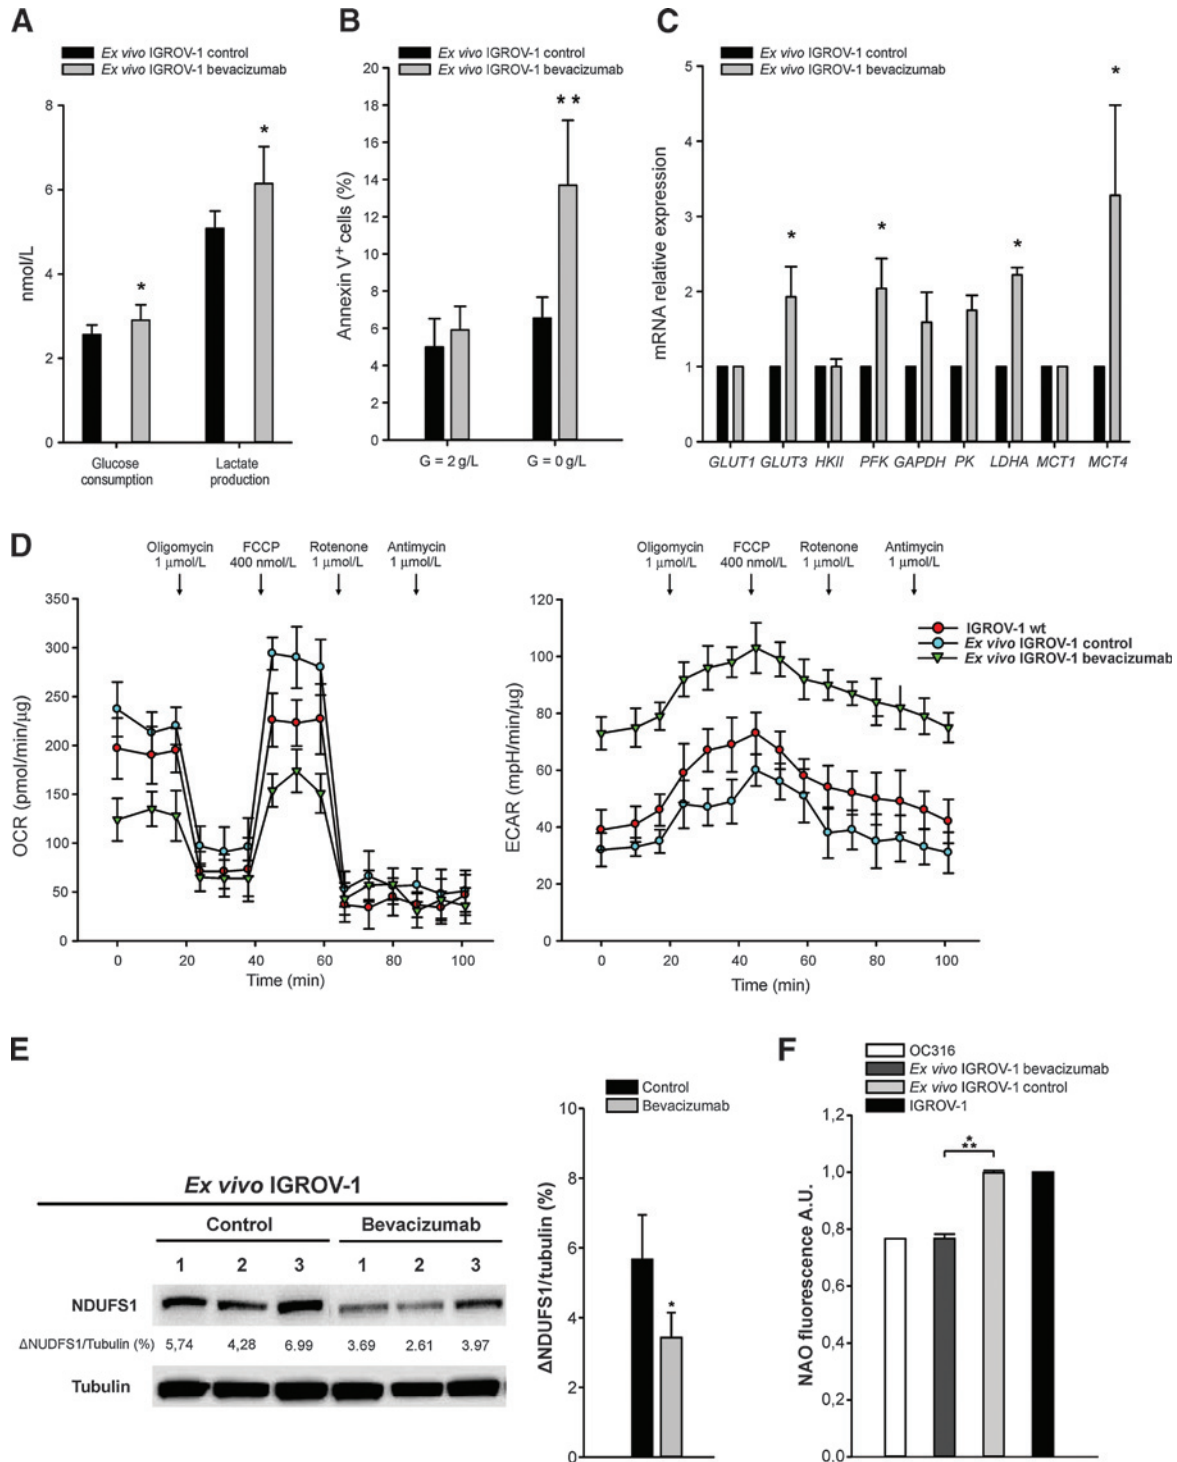 A
Ex vivo IGROV-1 control
Ex vivo IGROV-1 bevacizumab
8
6
4
2
0
nmol/L
*
*
Glucose consumption
Lactate production
B
Ex vivo IGROV-1 control
Ex vivo IGROV-1 bevacizumab
20
18
16
14
12
10
8
6
4
2
0
Annexin V+ cells (%)
**
G = 2 g/L
G = 0 g/L
C
Ex vivo IGROV-1 control
Ex vivo IGROV-1 bevacizumab
5
4
3
2
1
0
mRNA relative expression
*
*
*
*
GLUT1 GLUT3 HKII PFK GAPDH PK LDHA MCT1 MCT4
D
Oligomycin 1 μmol/L
FCCP 400 nmol/L
Rotenone 1 μmol/L
Antimycin 1 μmol/L
350
300
250
200
150
100
50
0
OCR (pmol/min/μg)
0 20 40 60 80 100
Time (min)
Oligomycin 1 μmol/L
FCCP 400 nmol/L
Rotenone 1 μmol/L
Antimycin 1 μmol/L
120
100
80
60
40
20
0
ECAR (mpH/min/μg)
IGROV-1 wt
Ex vivo IGROV-1 control
Ex vivo IGROV-1 bevacizumab
0 20 40 60 80 100
Time (min)
E
Ex vivo IGROV-1
Control Bevacizumab
1 2 3 1 2 3
NDUFS1
ΔNUDFS1/Tubulin (%) 5,74 4,28 6.99 3.69 2.61 3.97
Tubulin
Control
Bevacizumab
10
8
6
4
2
0
ΔNDUFS1/tubulin (%)
*
F
OC316
Ex vivo IGROV-1 bevacizumab
Ex vivo IGROV-1 control
IGROV-1
1,2
1,0
0,8
0,6
0,4
0,2
0.0
NAO fluorescence A.U.
*
**